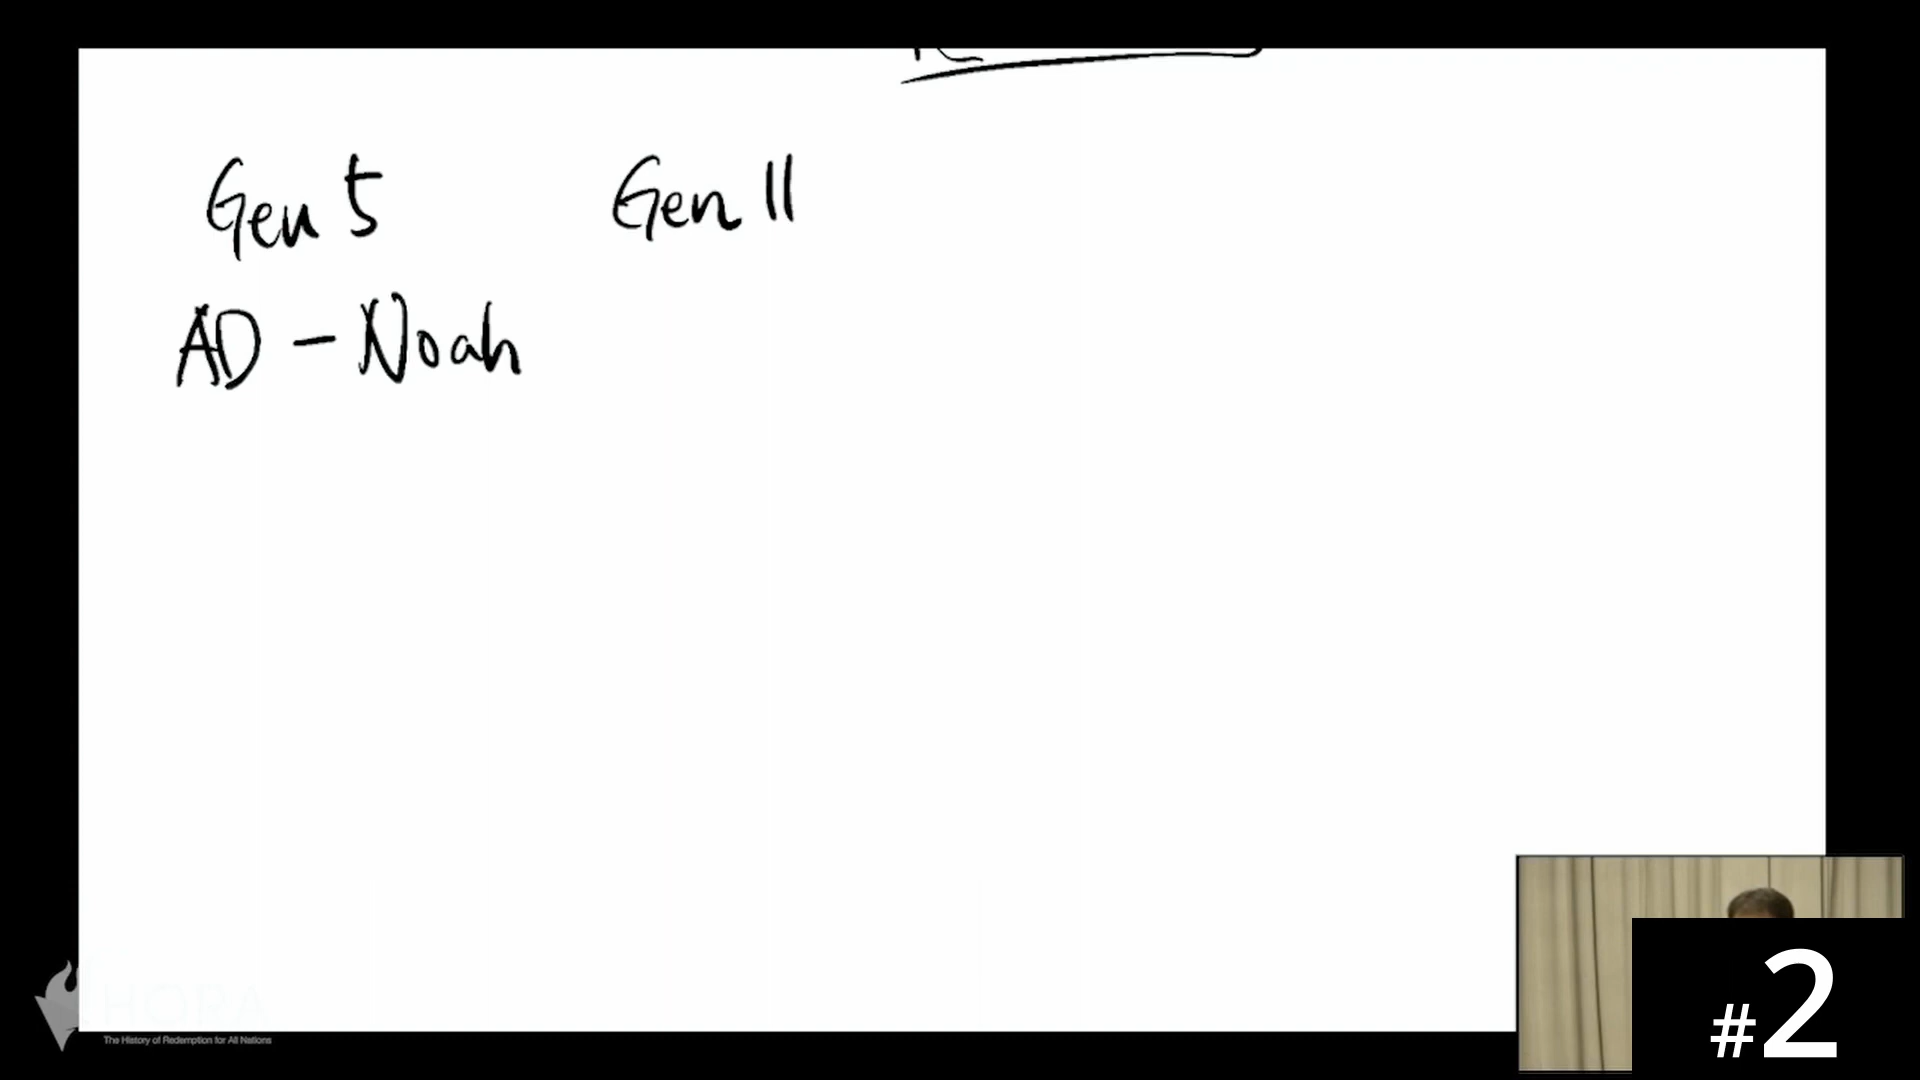 Gen 5 Gen 11
AD - Noah
HORA
The History of Redemption for All Nations
#2